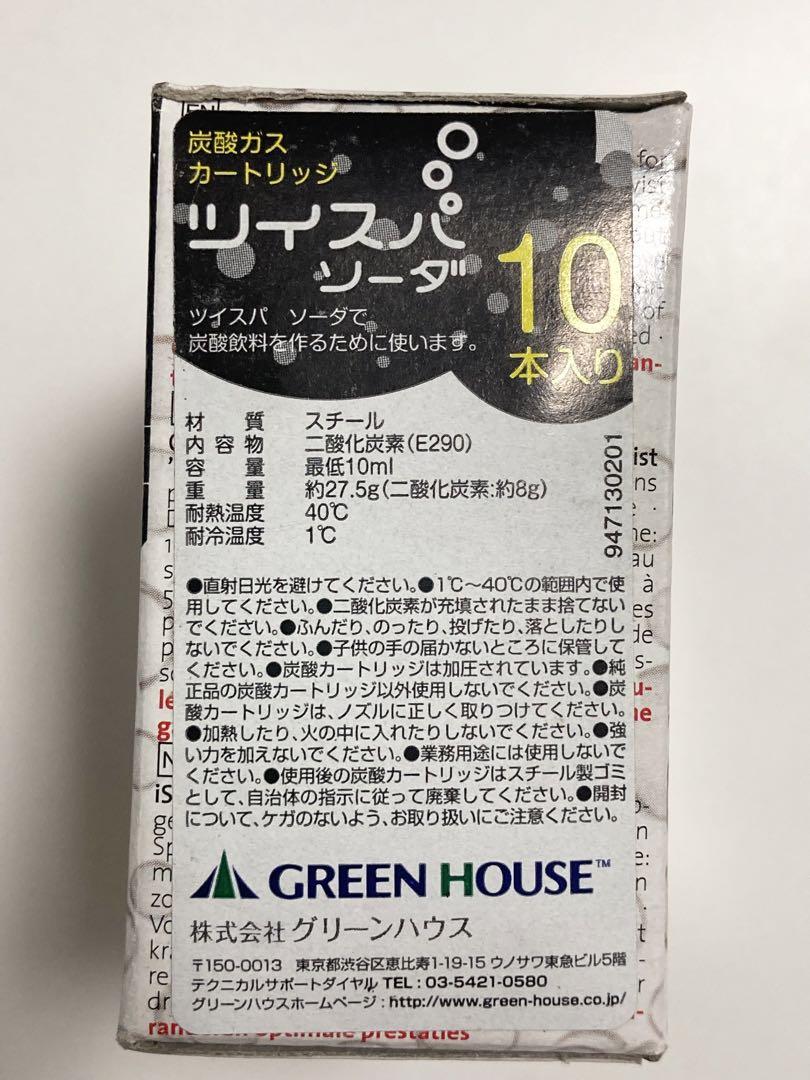 EN
炭酸ガス
カートリッジ
ツイスパ
ソーダ
10
本入り
ツイスパ ソーダで
炭酸飲料を作るために使います。
材質 スチール
内容物 二酸化炭素(E290)
容量 最低10ml
重量 約27.5g(二酸化炭素:約8g)
耐熱温度 40℃
耐冷温度 1℃
947130201
●直射日光を避けてください。●1℃〜40℃の範囲内で使
用してください。●二酸化炭素が充填されたまま捨てない
でください。●ふんだり、のったり、投げたり、落としたりし
ないでください。●子供の手の届かないところに保管して
ください。●炭酸カートリッジは加圧されています。●純
正品の炭酸カートリッジ以外使用しないでください。●炭
酸カートリッジは、ノズルに正しく取りつけてください。
●加熱したり、火の中に入れたりしないでください。●強
い力を加えないでください。●業務用途には使用しないで
ください。●使用後の炭酸カートリッジはスチール製ゴミ
として、自治体の指示に従って廃棄してください。●開封
について、ケガのないよう、お取り扱いにご注意ください。
GREEN HOUSE™
株式会社 グリーンハウス
〒150-0013 東京都渋谷区恵比寿1-19-15 ウノサワ東急ビル5階
テクニカルサポートダイヤル TEL : 03-5421-0580
グリーンハウスホームページ : http://www.green-house.co.jp/
optimale prestaties